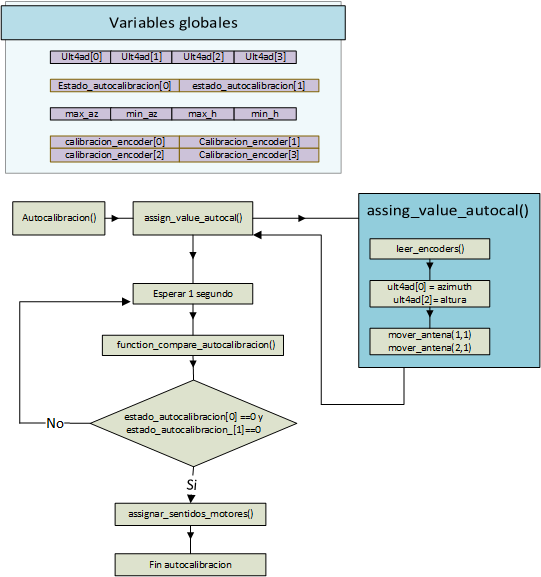 Variables globales
Ult4ad[0] Ult4ad[1] Ult4ad[2] Ult4ad[3]
Estado_autocalibracion[0] estado_autocalibracion[1]
max_az min_az max_h min_h
calibracion_encoder[0] Calibracion_encoder[1]
calibracion_encoder[2] Calibracion_encoder[3]
Autocalibracion()
assign_value_autocal()
assing_value_autocal()
leer_encoders()
ult4ad[0] = azimuth
ult4ad[2]= altura
mover_antena(1,1)
mover_antena(2,1)
Esperar 1 segundo
function_compare_autocalibracion()
estado_autocalibracion[0] ==0 y
estado_autocalibracion_[1]==0
No
Si
assignar_sentidos_motores()
Fin autocalibracion